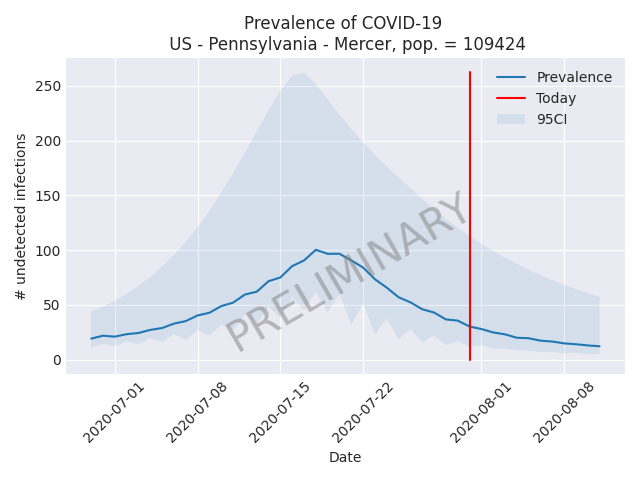 Prevalence of COVID-19
US - Pennsylvania - Mercer, pop. = 109424
Prevalence
Today
95CI
250
200
150
100
50
0
# undetected infections
PRELIMINARY
2020-07-01
2020-07-08
2020-07-15
2020-07-22
2020-08-01
2020-08-08
Date